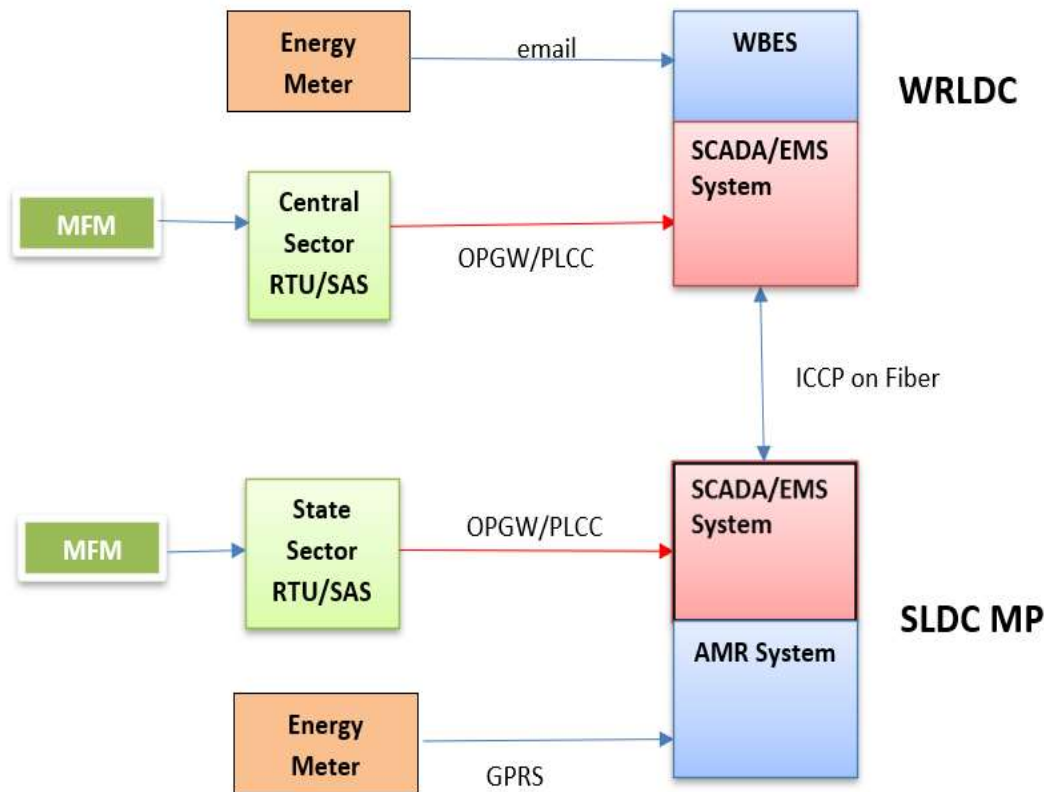 Energy
Meter
email
WBES
WRLDC
SCADA/EMS
System
MFM
Central
Sector
RTU/SAS
OPGW/PLCC
ICCP on Fiber
MFM
State
Sector
RTU/SAS
OPGW/PLCC
SCADA/EMS
System
SLDC MP
AMR System
Energy
Meter
GPRS